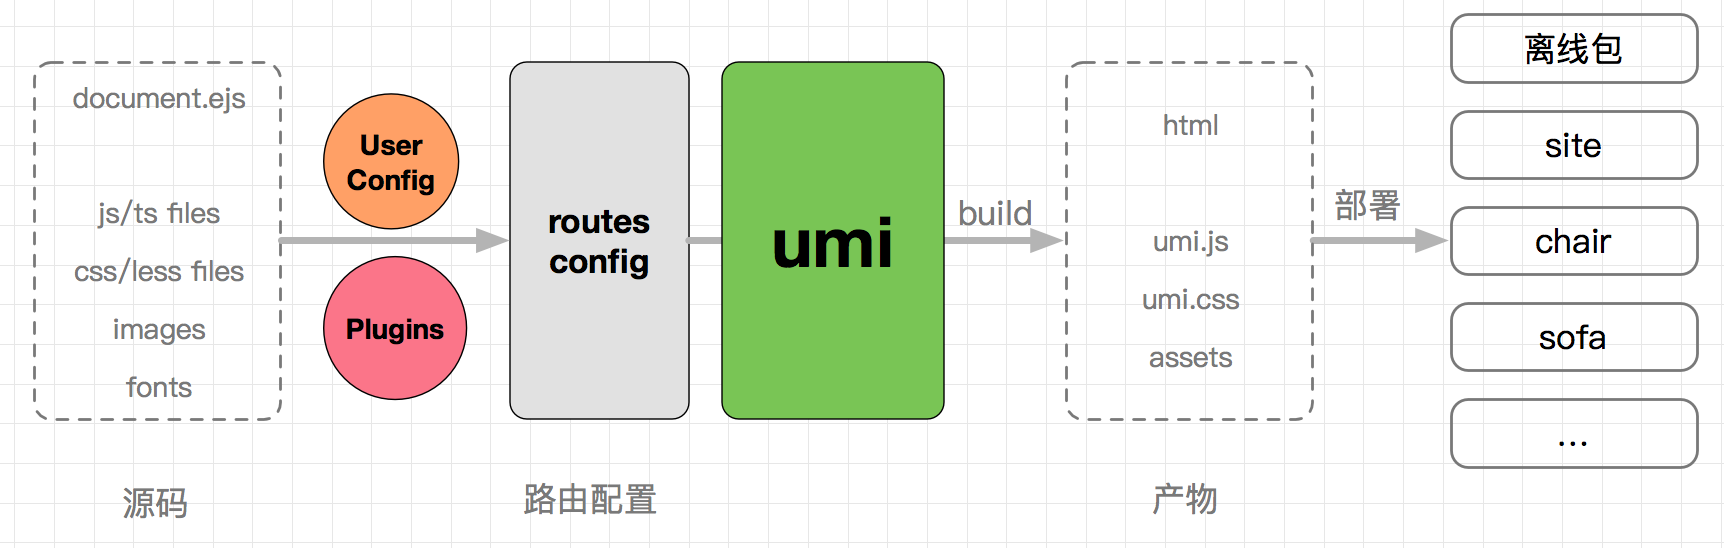 document.ejs
js/ts files
css/less files
images
fonts
源码
User
Config
Plugins
routes
config
路由配置
umi
build
html
umi.js
umi.css
assets
产物
部署
离线包
site
chair
sofa
...